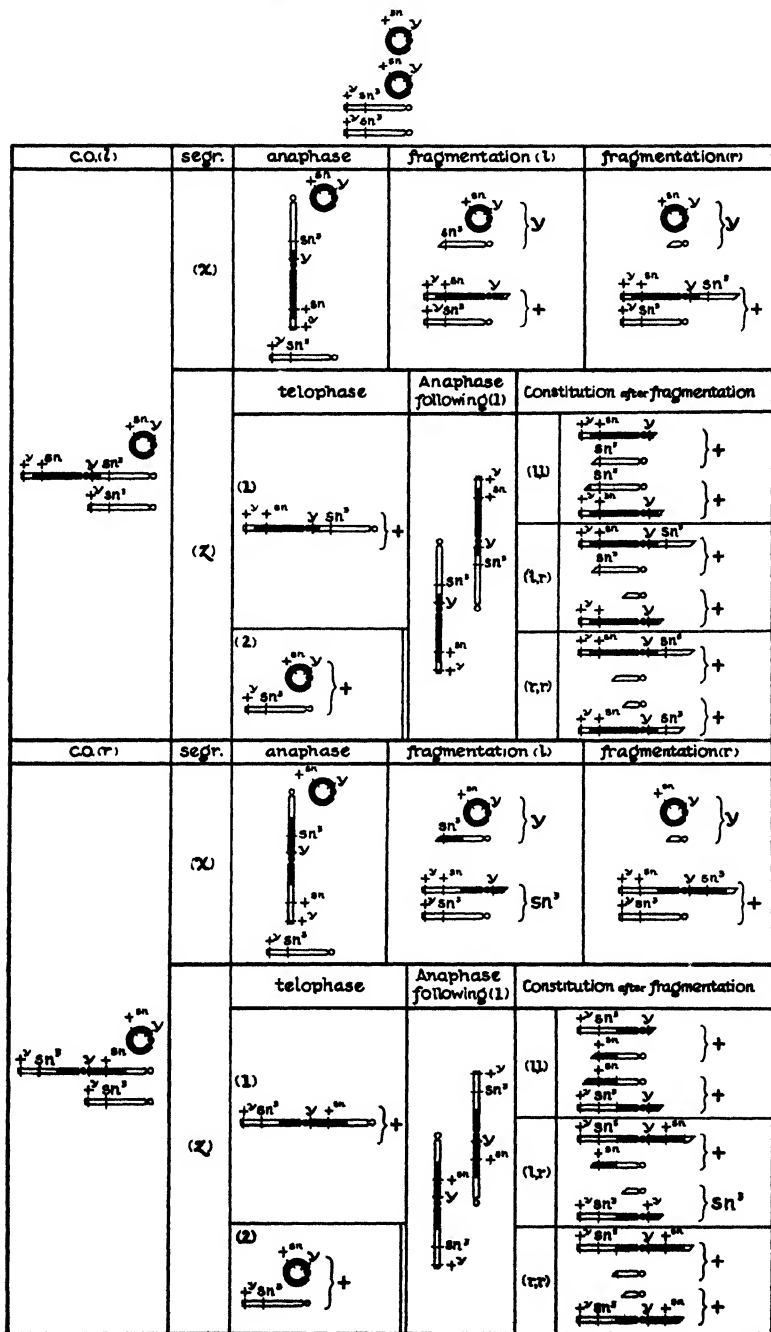 +sn y
+sn y
+y sn³
+y sn³
c.o.(l) segr. anaphase fragmentation (l) fragmentation (r)
(x)
+sn y
sn³
y
+sn
+y
+y sn³
+sn y
sn³
} y
+y +sn y
+y sn³
} +
+sn y
} y
+y +sn y sn³
+y sn³
} +
+sn y
+y +sn y sn³
+y sn³
(z)
telophase Anaphase following (1) Constitution after fragmentation
(1)
+y +sn y sn³
} +
(2)
+sn y
+y sn³
} +
+y
+sn
y
sn³
sn³
y
+sn
+y
(l,l)
+y +sn y
sn³
} +
sn³
+y +sn y
} +
(l,r)
+y +sn y sn³
sn³
} +
+y + y
} +
(r,r)
+y +sn y sn³
} +
+y +sn y sn³
} +
c.o.(r) segr. anaphase fragmentation (l) fragmentation (r)
(x)
+sn y
sn³
y
+sn
+y
+y sn³
+sn y
sn³
} y
+y +sn y
+y sn³
} sn³
+sn y
} y
+y +sn y sn³
+y sn³
} +
+sn y
+y sn³ y +sn
+y sn³
(z)
telophase Anaphase following (1) Constitution after fragmentation
(1)
+y sn³ y +sn
} +
(2)
+sn y
+y sn³
} +
+y
sn³
y
+sn
+sn
y
sn³
+y
(l,l)
+y sn³ y
+sn
} +
+sn
+y sn³ y
} +
(l,r)
+y sn³ y +sn
+sn
} +
+y sn³ +y
} sn³
(r,r)
+y sn³ y +sn
} +
+y sn³ y +sn
} +